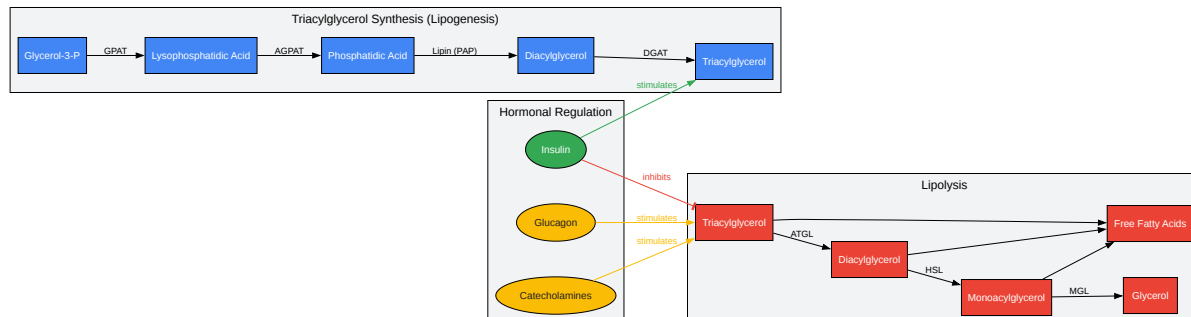 Triacylglycerol Synthesis (Lipogenesis)
Glycerol-3-P
GPAT
Lysophosphatidic Acid
AGPAT
Phosphatidic Acid
Lipin (PAP)
Diacylglycerol
DGAT
Triacylglycerol
stimulates
Hormonal Regulation
Insulin
inhibits
Glucagon
stimulates
stimulates
Catecholamines
Lipolysis
Triacylglycerol
ATGL
Diacylglycerol
HSL
Monoacylglycerol
MGL
Free Fatty Acids
Glycerol